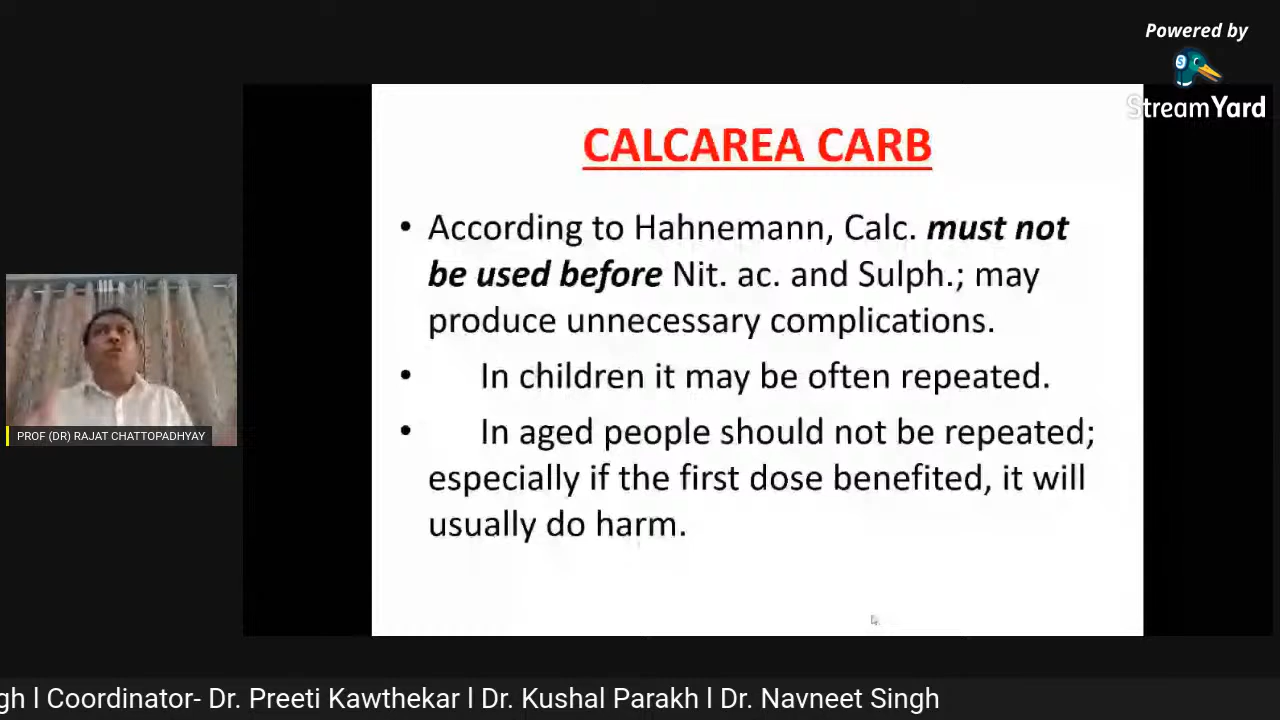 Powered by
StreamYard
CALCAREA CARB
• According to Hahnemann, Calc. must not
be used before Nit. ac. and Sulph.; may
produce unnecessary complications.
• In children it may be often repeated.
• In aged people should not be repeated;
especially if the first dose benefited, it will
usually do harm.
PROF (DR) RAJAT CHATTOPADHYAY
gh l Coordinator- Dr. Preeti Kawthekar l Dr. Kushal Parakh l Dr. Navneet Singh